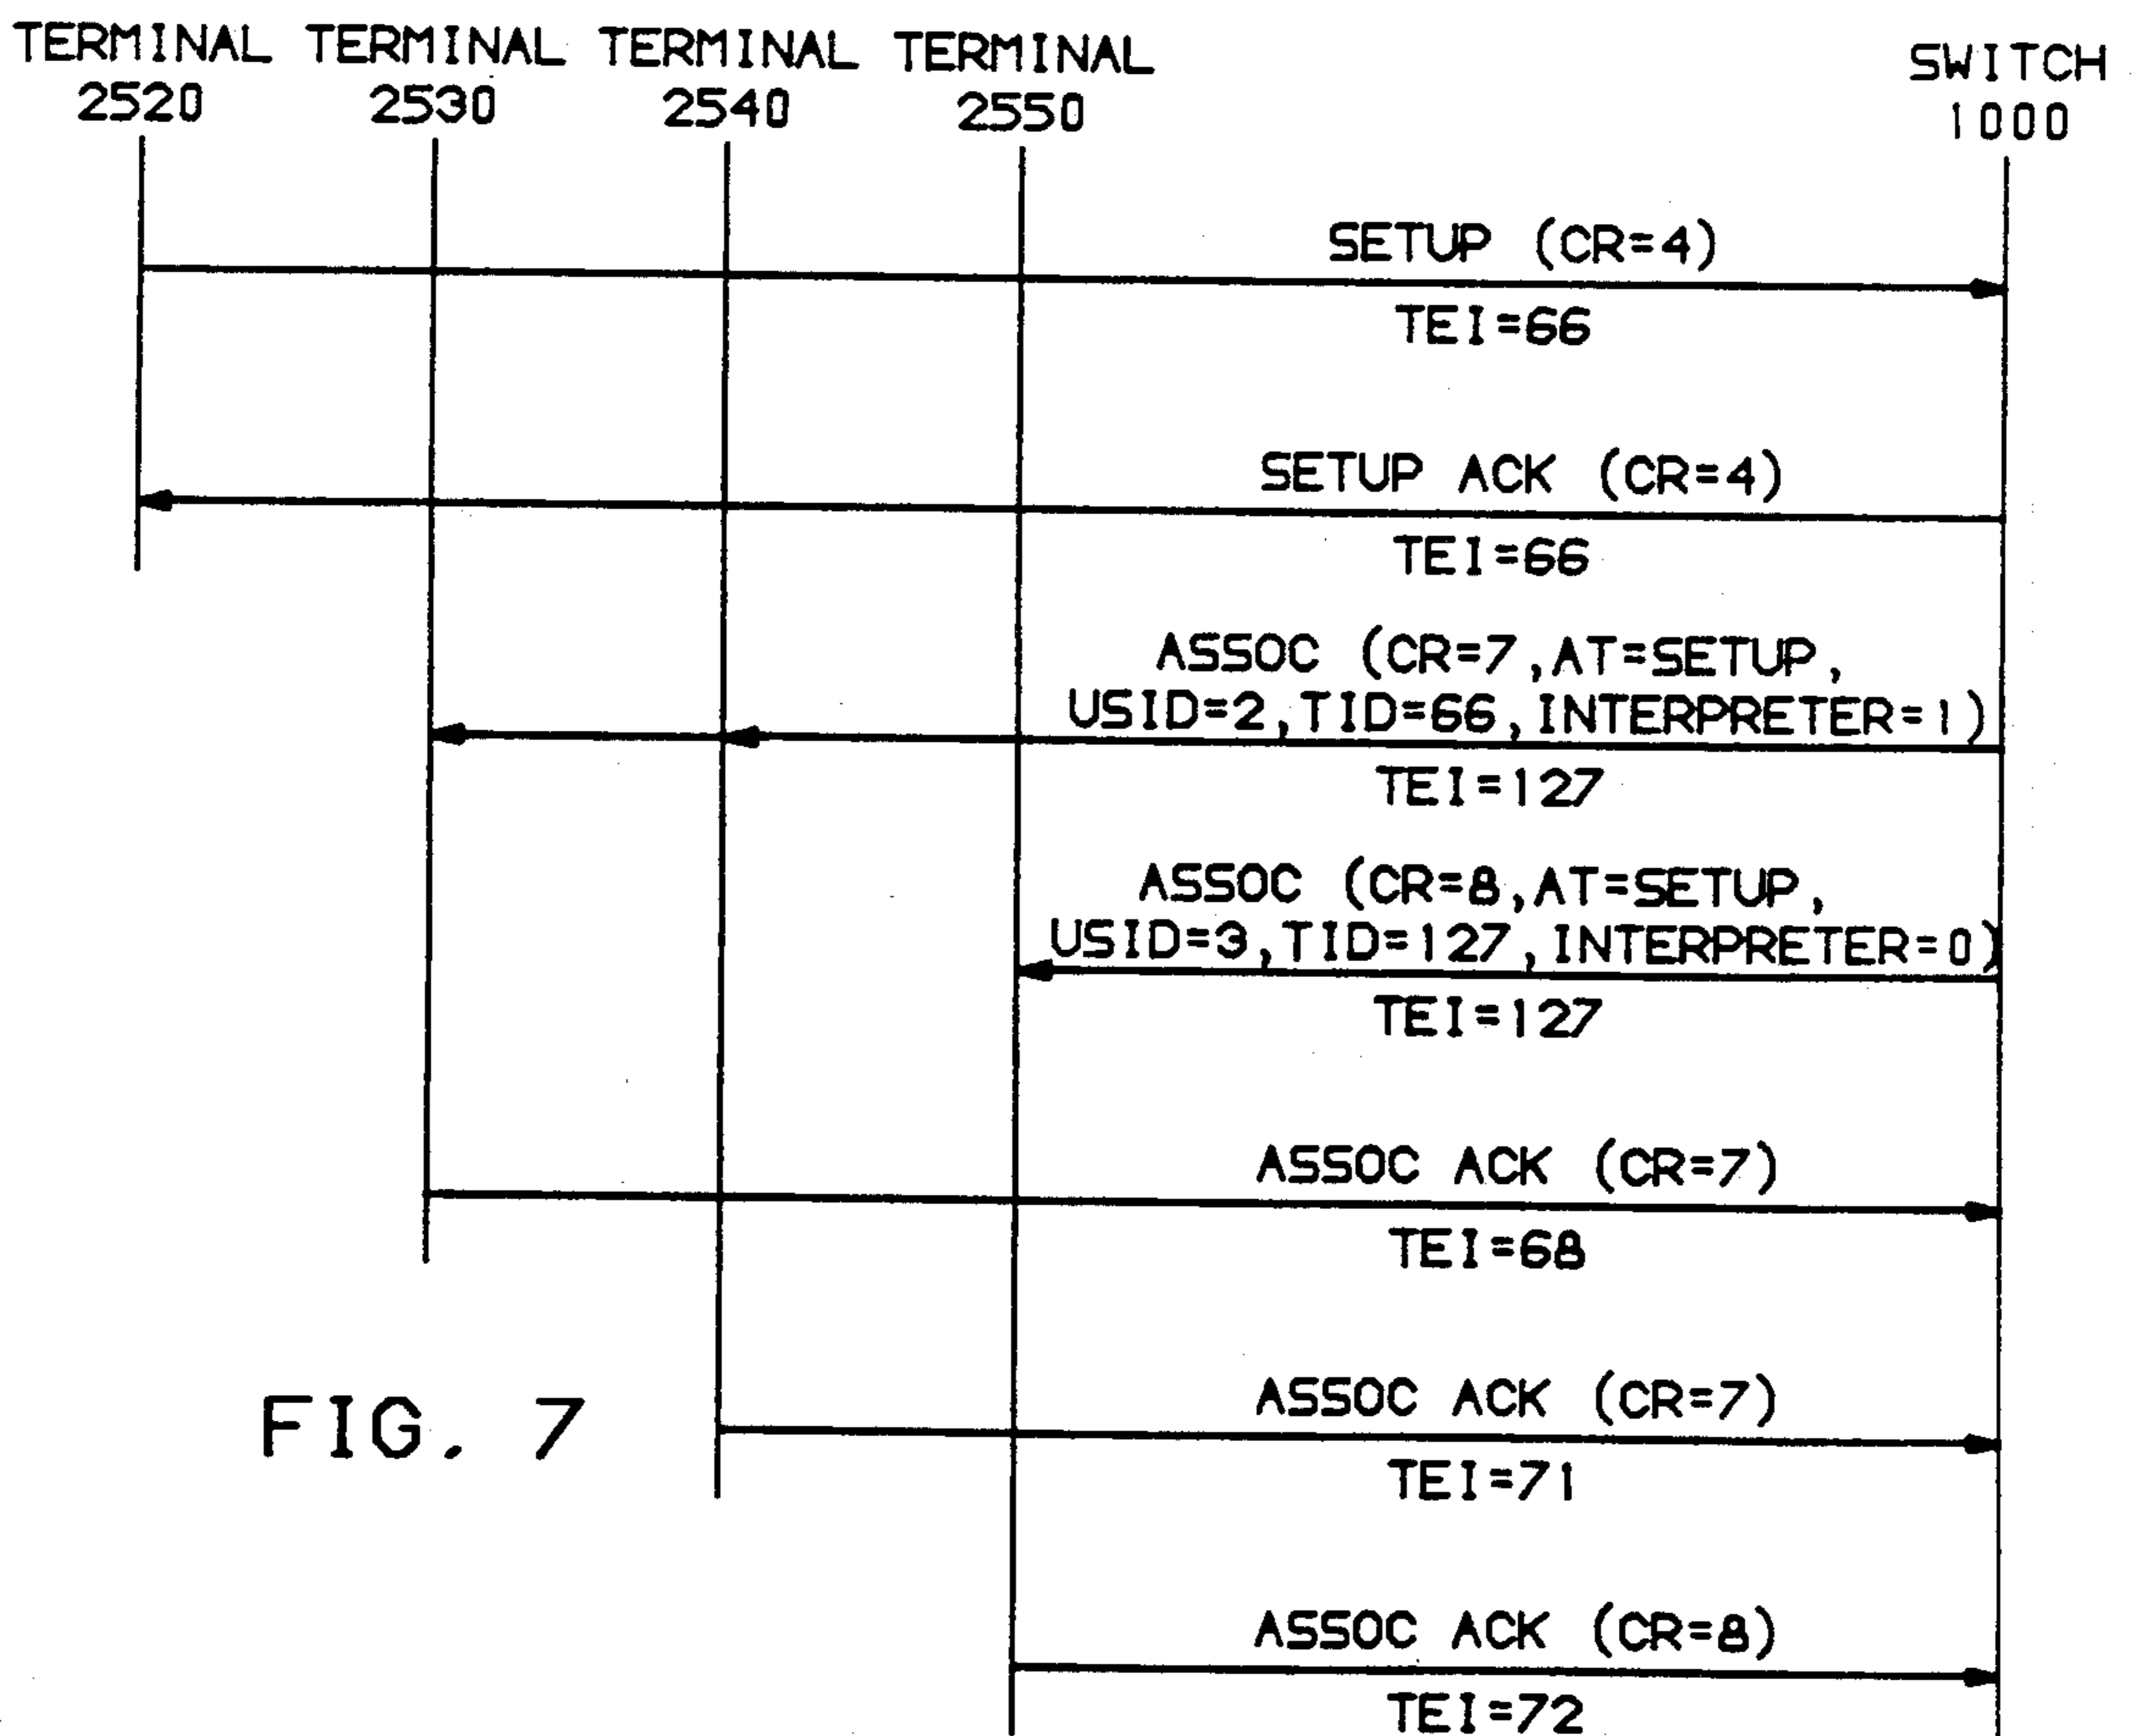 TERMINAL TERMINAL TERMINAL TERMINAL SWITCH
2520 2530 2540 2550 1000
SETUP (CR=4)
TEI=66
SETUP ACK (CR=4)
TEI=66
ASSOC (CR=7,AT=SETUP,
USID=2,TID=66,INTERPRETER=1)
TEI=127
ASSOC (CR=8,AT=SETUP,
USID=3,TID=127,INTERPRETER=0)
TEI=127
ASSOC ACK (CR=7)
TEI=68
ASSOC ACK (CR=7)
TEI=71
FIG. 7
ASSOC ACK (CR=8)
TEI=72